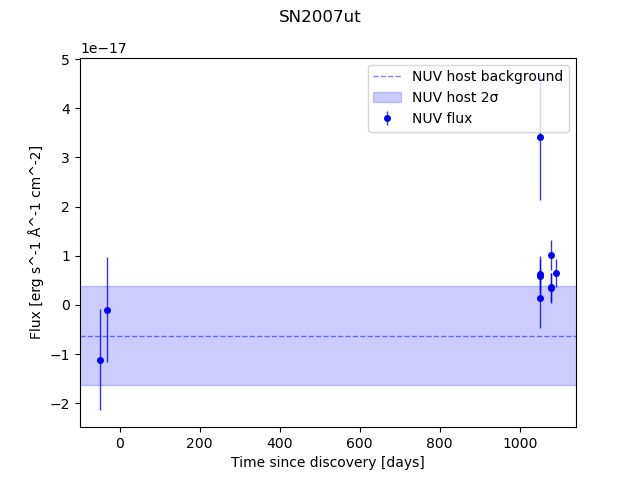 SN2007ut
1e−17
NUV host background
NUV host 2σ
NUV flux
5
4
3
2
1
0
−1
−2
Flux [erg s^-1 Å^-1 cm^-2]
0 200 400 600 800 1000
Time since discovery [days]